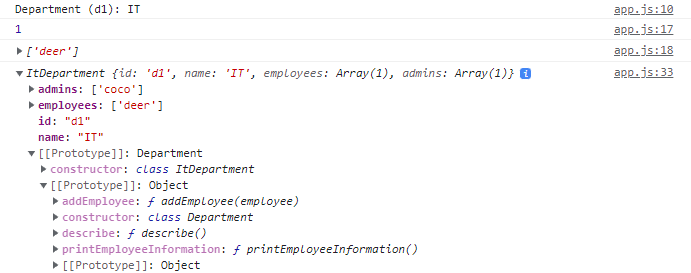 Department (d1): IT app.js:10
1 app.js:17
▶ ['deer'] app.js:18
▼ ItDepartment {id: 'd1', name: 'IT', employees: Array(1), admins: Array(1)} i app.js:33
▶ admins: ['coco']
▶ employees: ['deer']
id: "d1"
name: "IT"
▼ [[Prototype]]: Department
▶ constructor: class ItDepartment
▼ [[Prototype]]: Object
▶ addEmployee: ƒ addEmployee(employee)
▶ constructor: class Department
▶ describe: ƒ describe()
▶ printEmployeeInformation: ƒ printEmployeeInformation()
▶ [[Prototype]]: Object